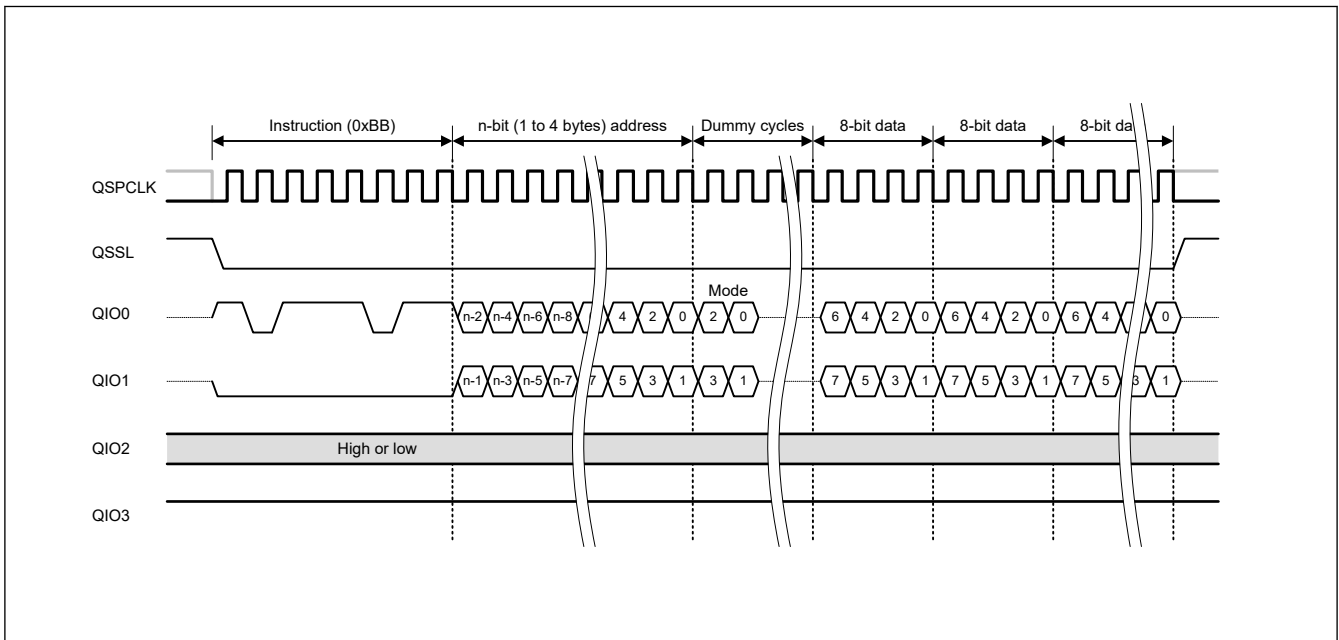 Instruction (0xBB) n-bit (1 to 4 bytes) address Dummy cycles 8-bit data 8-bit data 8-bit da
QSPCLK
QSSL
Mode
QIO0 n-2 n-4 n-6 n-8 4 2 0 2 0 6 4 2 0 6 4 2 0 6 4 0
QIO1 n-1 n-3 n-5 n-7 7 5 3 1 3 1 7 5 3 1 7 5 3 1 7 5 3 1
QIO2 High or low
QIO3